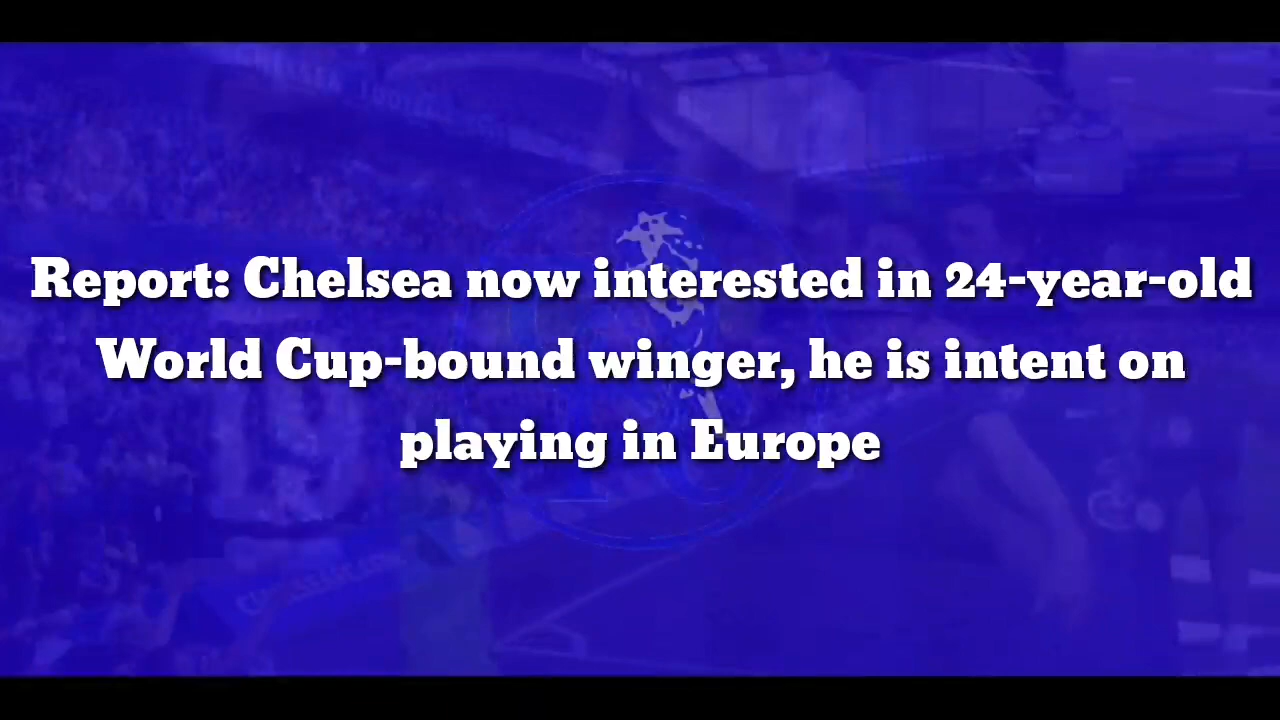 Report: Chelsea now interested in 24-year-old
World Cup-bound winger, he is intent on
playing in Europe